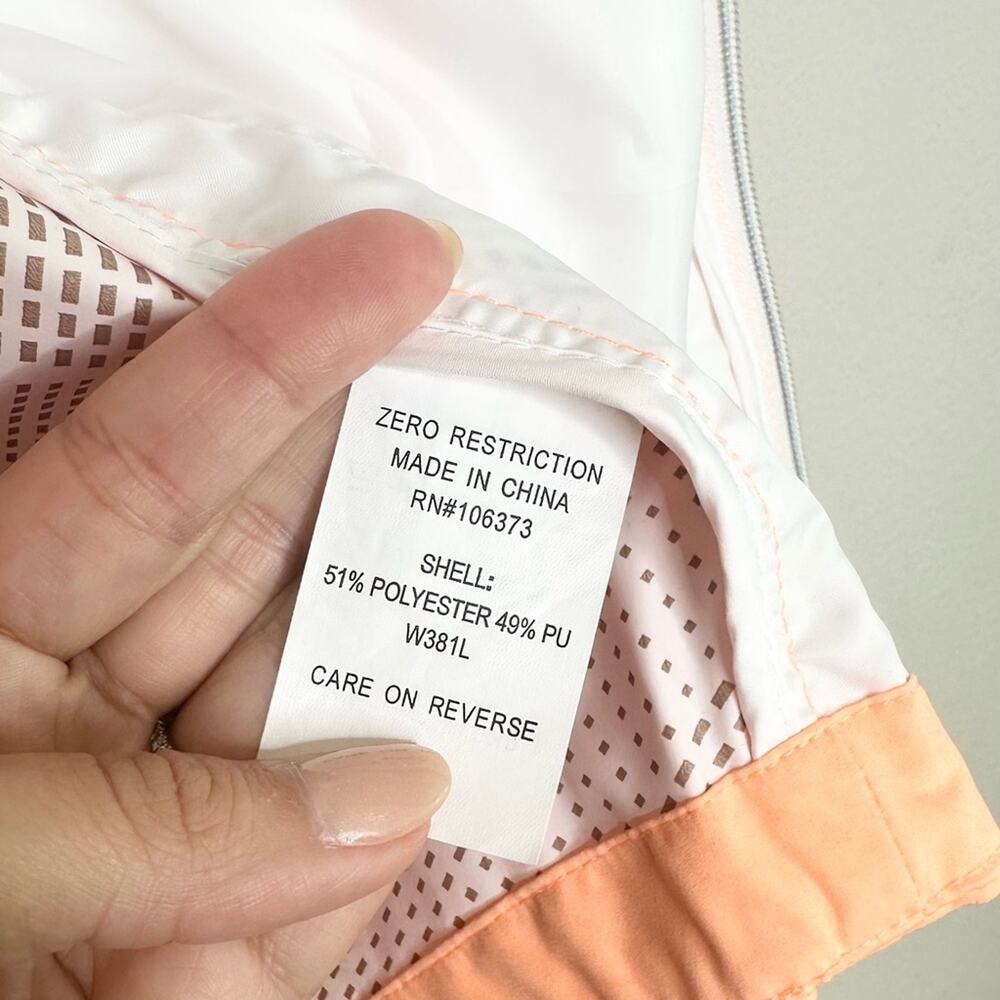 ZERO RESTRICTION
MADE IN CHINA
RN#106373
SHELL:
51% POLYESTER 49% PU
W381L
CARE ON REVERSE